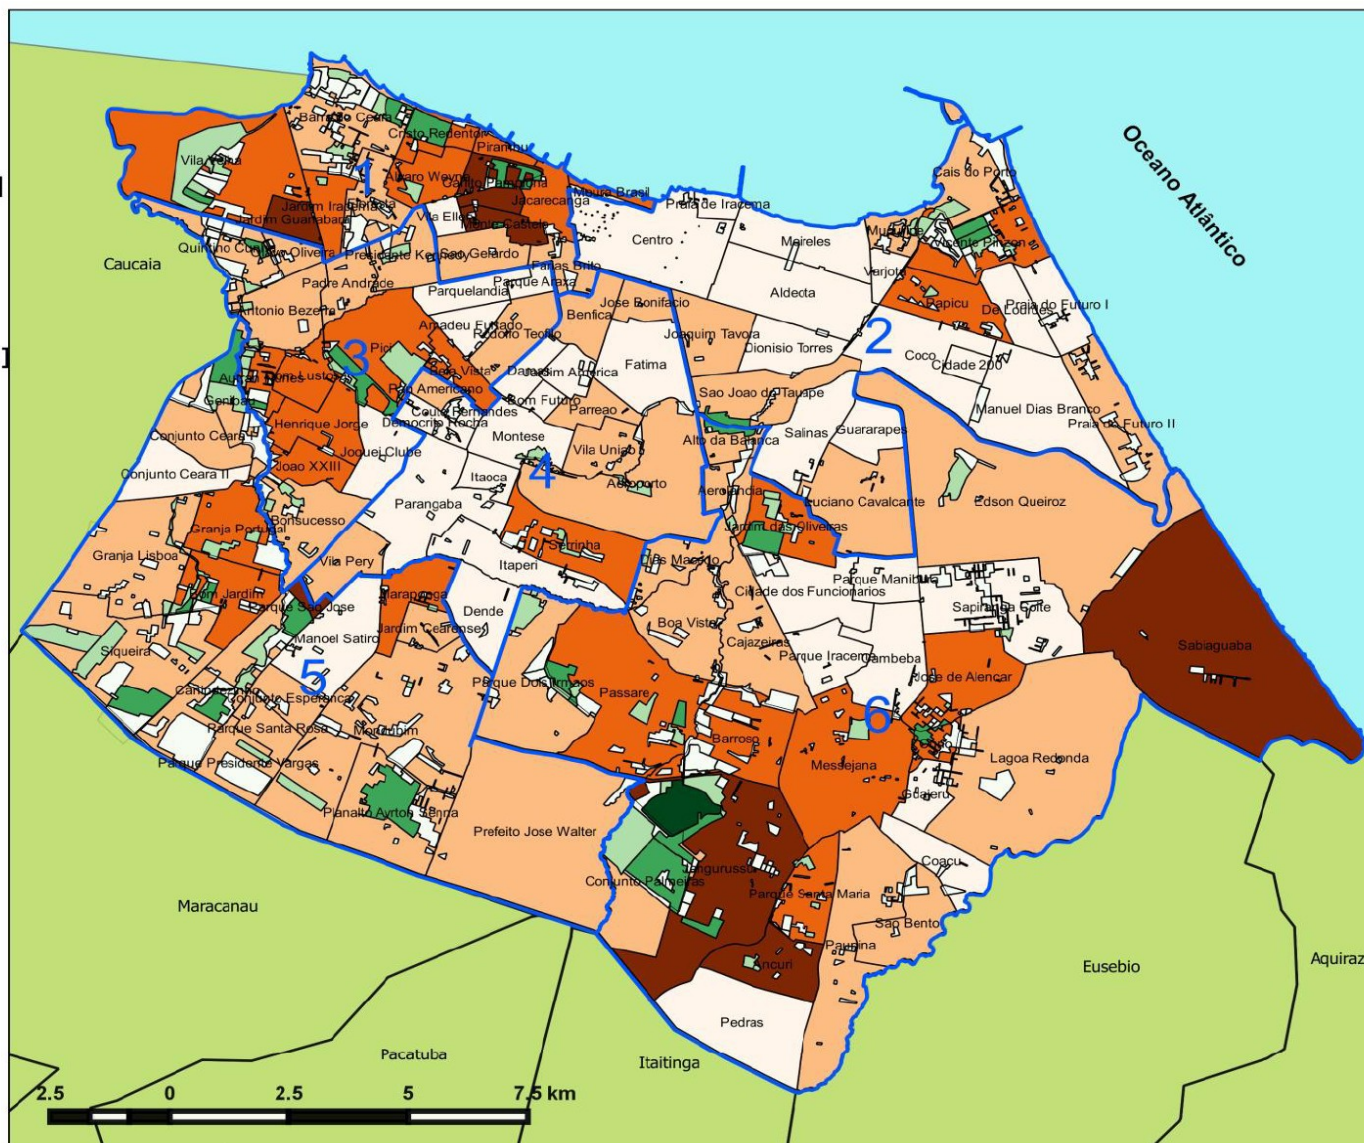 Oceano Atlântico
Barra do Ceara
Cristo Redentor
Pirambu
Vila Velha
1
Alvaro Weyne
Carlito Pamplona
Jacarecanga
Moura Brasil
Praia de Iracema
Cais do Porto
Jardim Iracema
Floresta
Jardim Guanabara
Vila Ellery
Monte Castelo
Centro
Meireles
Mucuripe
Vicente Pinzon
Varjota
Caucaia
Quintino Cunha
Olavo Oliveira
Presidente Kennedy
Sao Gerardo
Farias Brito
Padre Andrade
Parquelandia
Parque Araxa
Aldeota
Papicu
De Lourdes
Praia do Futuro I
Antonio Bezerra
Amadeu Furtado
Rodolfo Teofilo
Benfica
Jose Bonifacio
Joaquim Tavora
Dionisio Torres
2
Coco
Cidade 2000
3
Pici
Bela Vista
Damas
Jardim America
Fatima
Autran Nunes
Dom Lustosa
Pan Americano
Bom Futuro
Parreao
Sao Joao do Tauape
Manuel Dias Branco
Praia do Futuro II
Genibau
Henrique Jorge
Couto Fernandes
Democrito Rocha
Montese
Vila Uniao
Alto da Balanca
Salinas
Guararapes
Conjunto Ceara I
Conjunto Ceara II
Joao XXIII
Joquei Clube
Itaoca
4
Aeroporto
Aerolandia
Luciano Cavalcante
Edson Queiroz
Parangaba
Bonsucesso
Granja Portugal
Granja Lisboa
Vila Pery
Serrinha
Itaperi
Jardim das Oliveiras
Dias Macedo
Cidade dos Funcionarios
Parque Manibura
Sapiranga Coite
Bom Jardim
Parque Sao Jose
Maraponga
Dende
Jardim Cearense
Manoel Satiro
Boa Vista
Cajazeiras
Parque Iracema
Cambeba
Sabiaguaba
Siqueira
5
Canindezinho
Conjunto Esperanca
Parque Dois Irmaos
Passare
Jose de Alencar
6
Parque Santa Rosa
Mondubim
Barroso
Messejana
Lagoa Redonda
Parque Presidente Vargas
Guajeru
Planalto Ayrton Senna
Prefeito Jose Walter
Conjunto Palmeiras
Jangurussu
Parque Santa Maria
Coacu
Sao Bento
Paupina
Ancuri
Pedras
Maracanau
Pacatuba
Itaitinga
Eusebio
Aquiraz
2.5 0 2.5 5 7.5 km